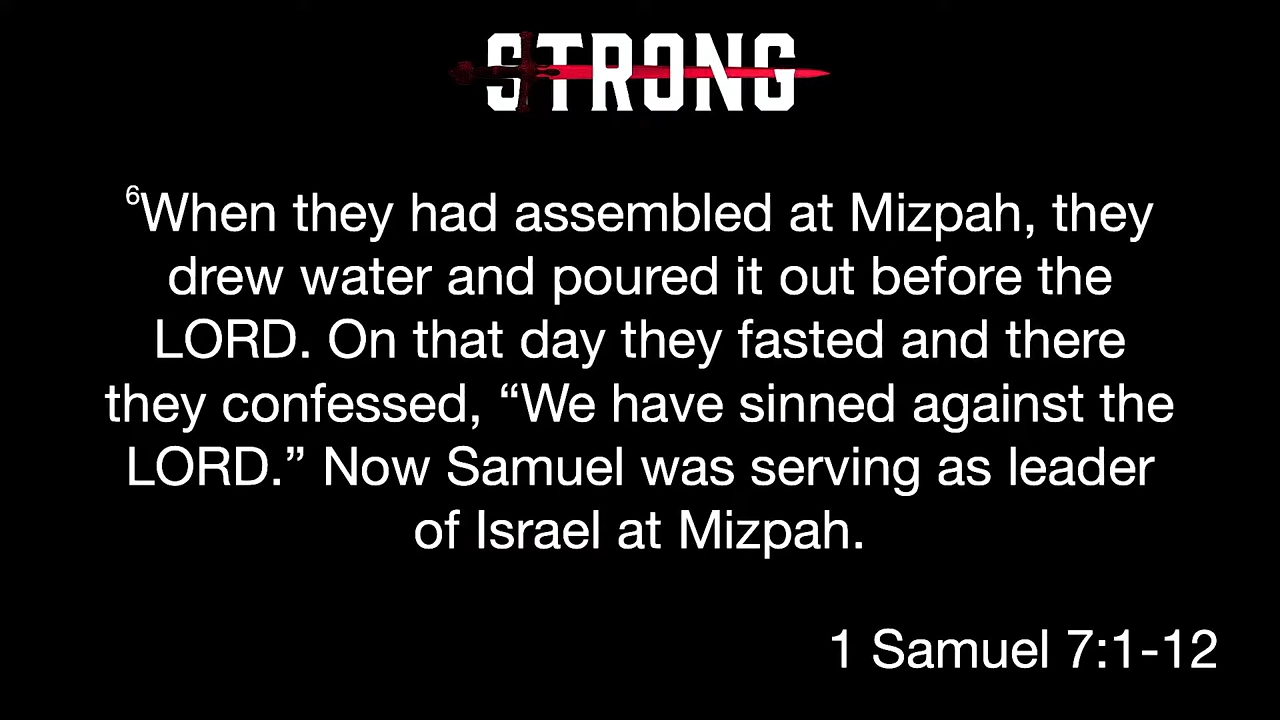 STRONG
⁶When they had assembled at Mizpah, they
drew water and poured it out before the
LORD. On that day they fasted and there
they confessed, “We have sinned against the
LORD.” Now Samuel was serving as leader
of Israel at Mizpah.
1 Samuel 7:1-12